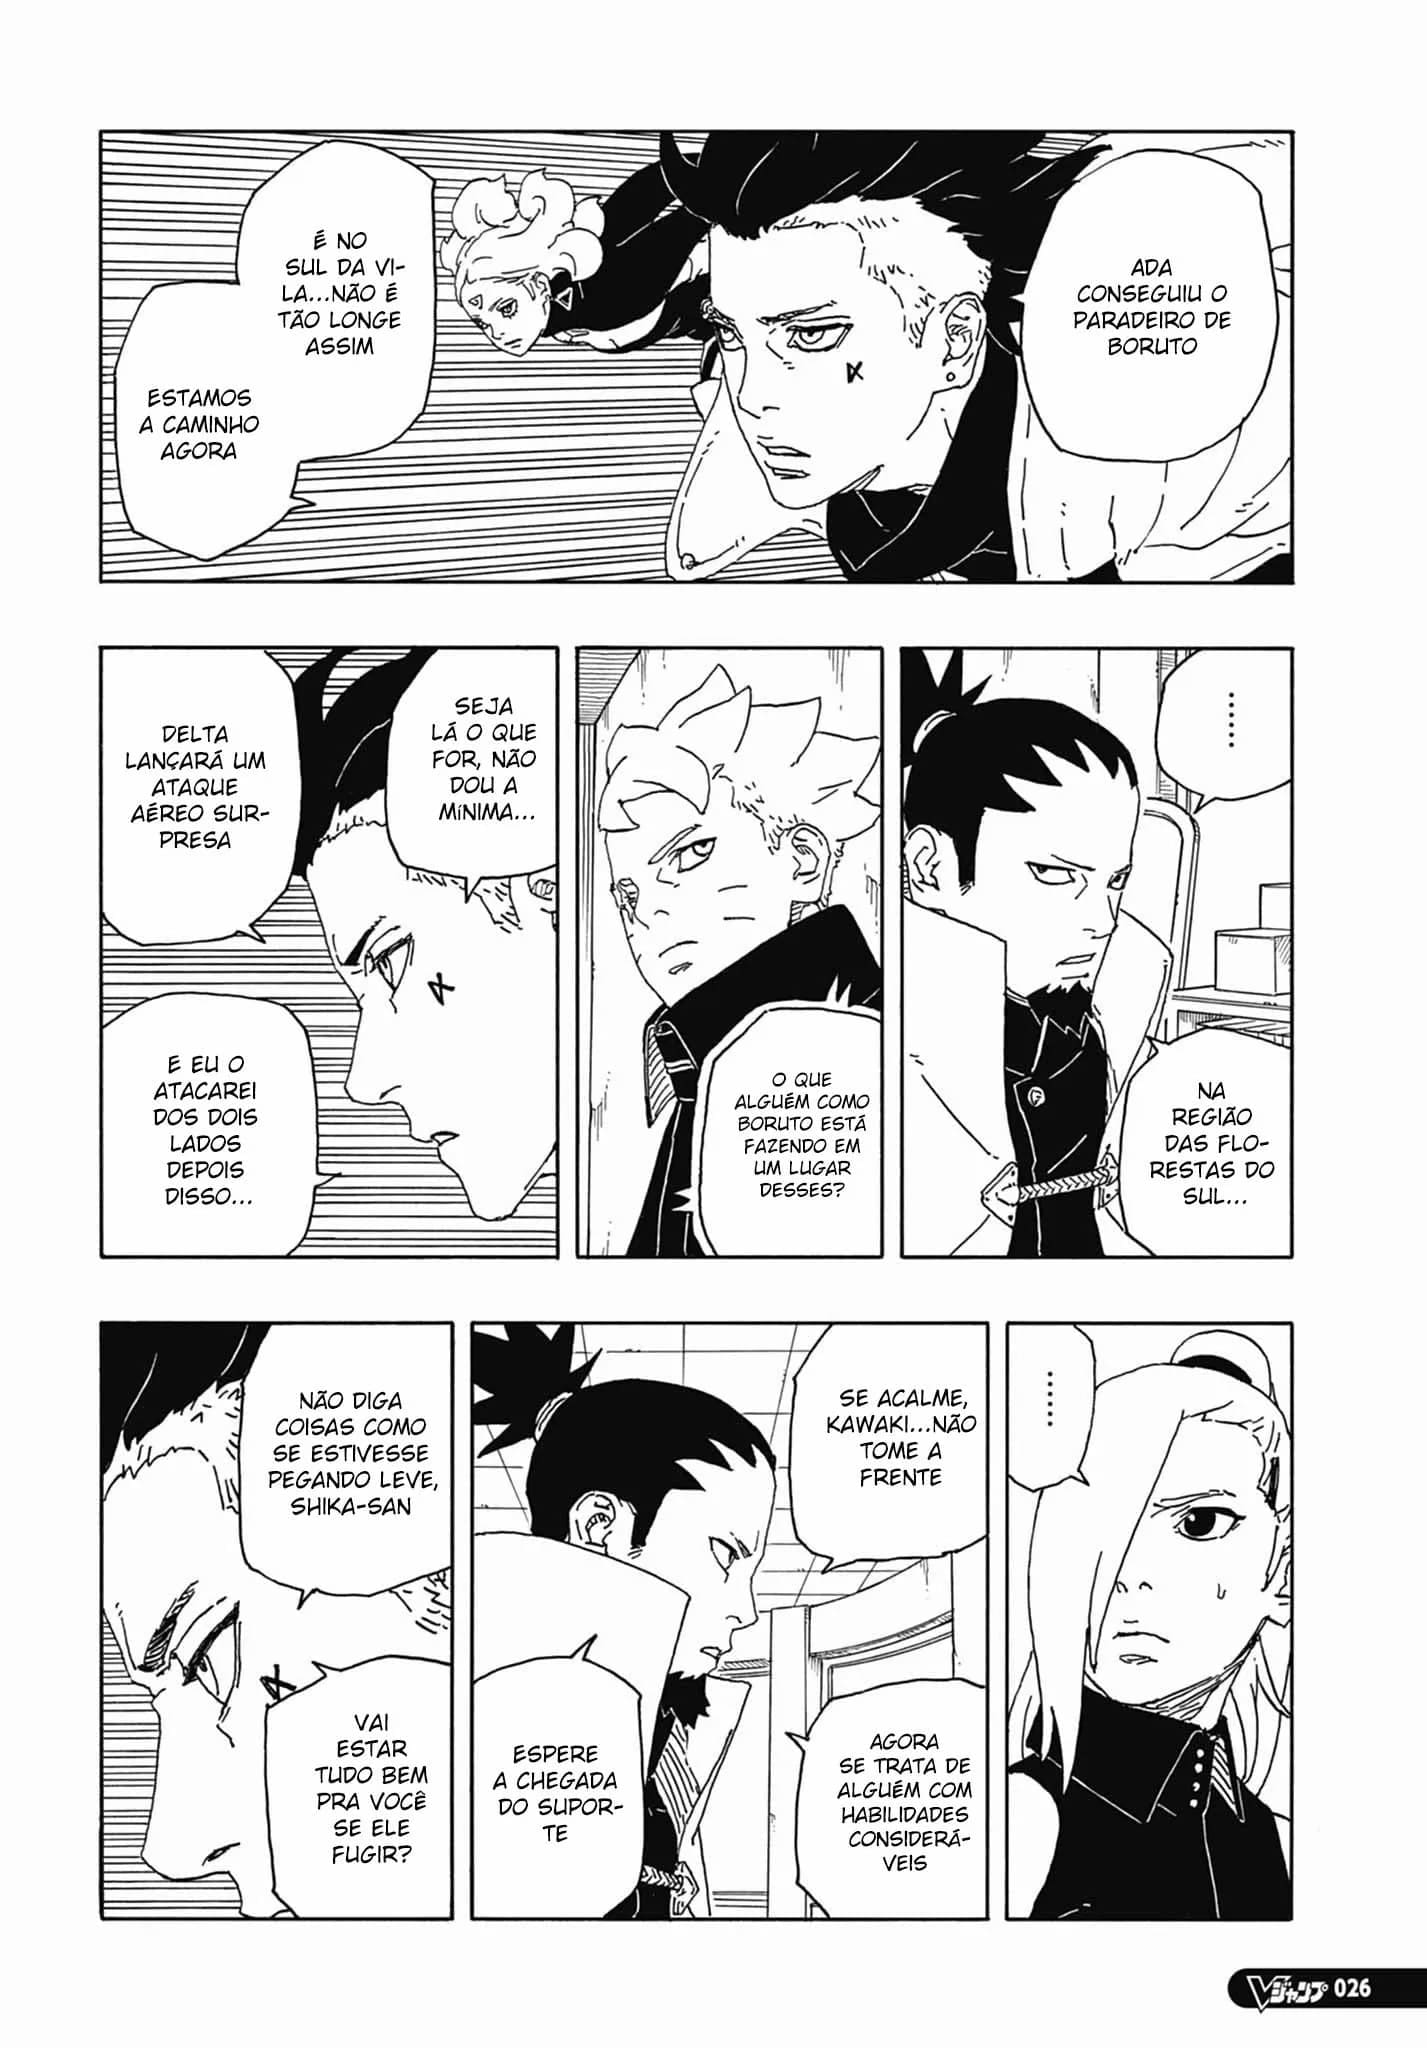 ADA
CONSEGUIU O
PARADEIRO DE
BORUTO
É NO
SUL DA VI-
LA...NÃO É
TÃO LONGE
ASSIM
ESTAMOS
A CAMINHO
AGORA
......
NA
REGIÃO
DAS FLO-
RESTAS DO
SUL...
O QUE
ALGUÉM COMO
BORUTO ESTÁ
FAZENDO EM
UM LUGAR
DESSES?
SEJA
LÁ O QUE
FOR, NÃO
DOU A
MÍNIMA...
DELTA
LANÇARÁ UM
ATAQUE
AÉREO SUR-
PRESA
E EU O
ATACAREI
DOS DOIS
LADOS
DEPOIS
DISSO...
......
SE ACALME,
KAWAKI...NÃO
TOME A
FRENTE
AGORA
SE TRATA DE
ALGUÉM COM
HABILIDADES
CONSIDERÁ-
VEIS
ESPERE
A CHEGADA
DO SUPOR-
TE
NÃO DIGA
COISAS COMO
SE ESTIVESSE
PEGANDO LEVE,
SHIKA-SAN
VAI
ESTAR
TUDO BEM
PRA VOCÊ
SE ELE
FUGIR?
Vジャンプ 026